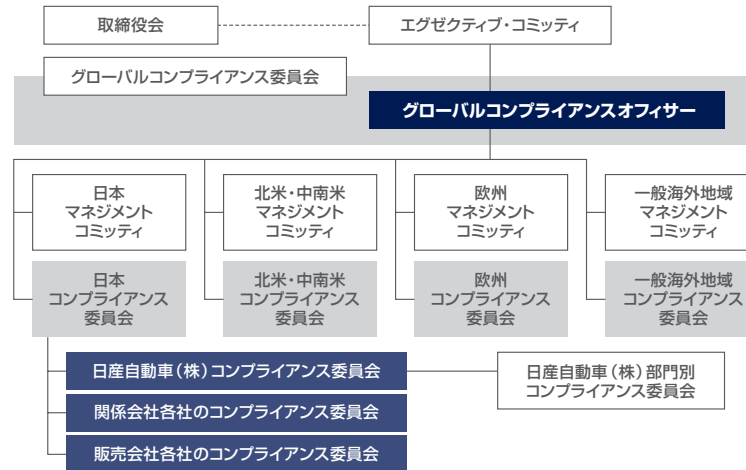 取締役会
エグゼクティブ・コミッティ
グローバルコンプライアンス委員会
グローバルコンプライアンスオフィサー
日本
マネジメント
コミッティ
北米・中南米
マネジメント
コミッティ
欧州
マネジメント
コミッティ
一般海外地域
マネジメント
コミッティ
日本
コンプライアンス
委員会
北米・中南米
コンプライアンス
委員会
欧州
コンプライアンス
委員会
一般海外地域
コンプライアンス
委員会
日産自動車（株）コンプライアンス委員会
日産自動車（株）部門別
コンプライアンス委員会
関係会社各社のコンプライアンス委員会
販売会社各社のコンプライアンス委員会